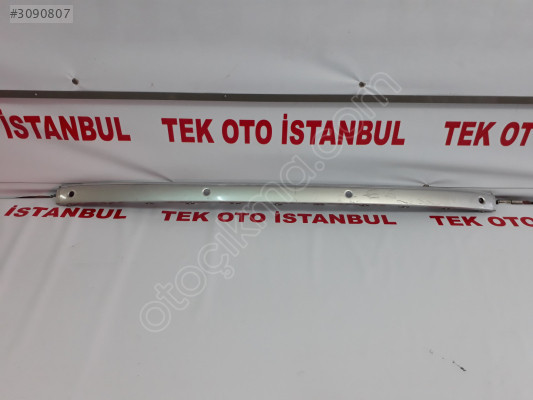 #3090807
İSTANBUL TEK OTO İSTANBUL TEK OTO İS
otoçıkma.com
TEK OTO İSTANBUL TEK OTO İSTANBUL